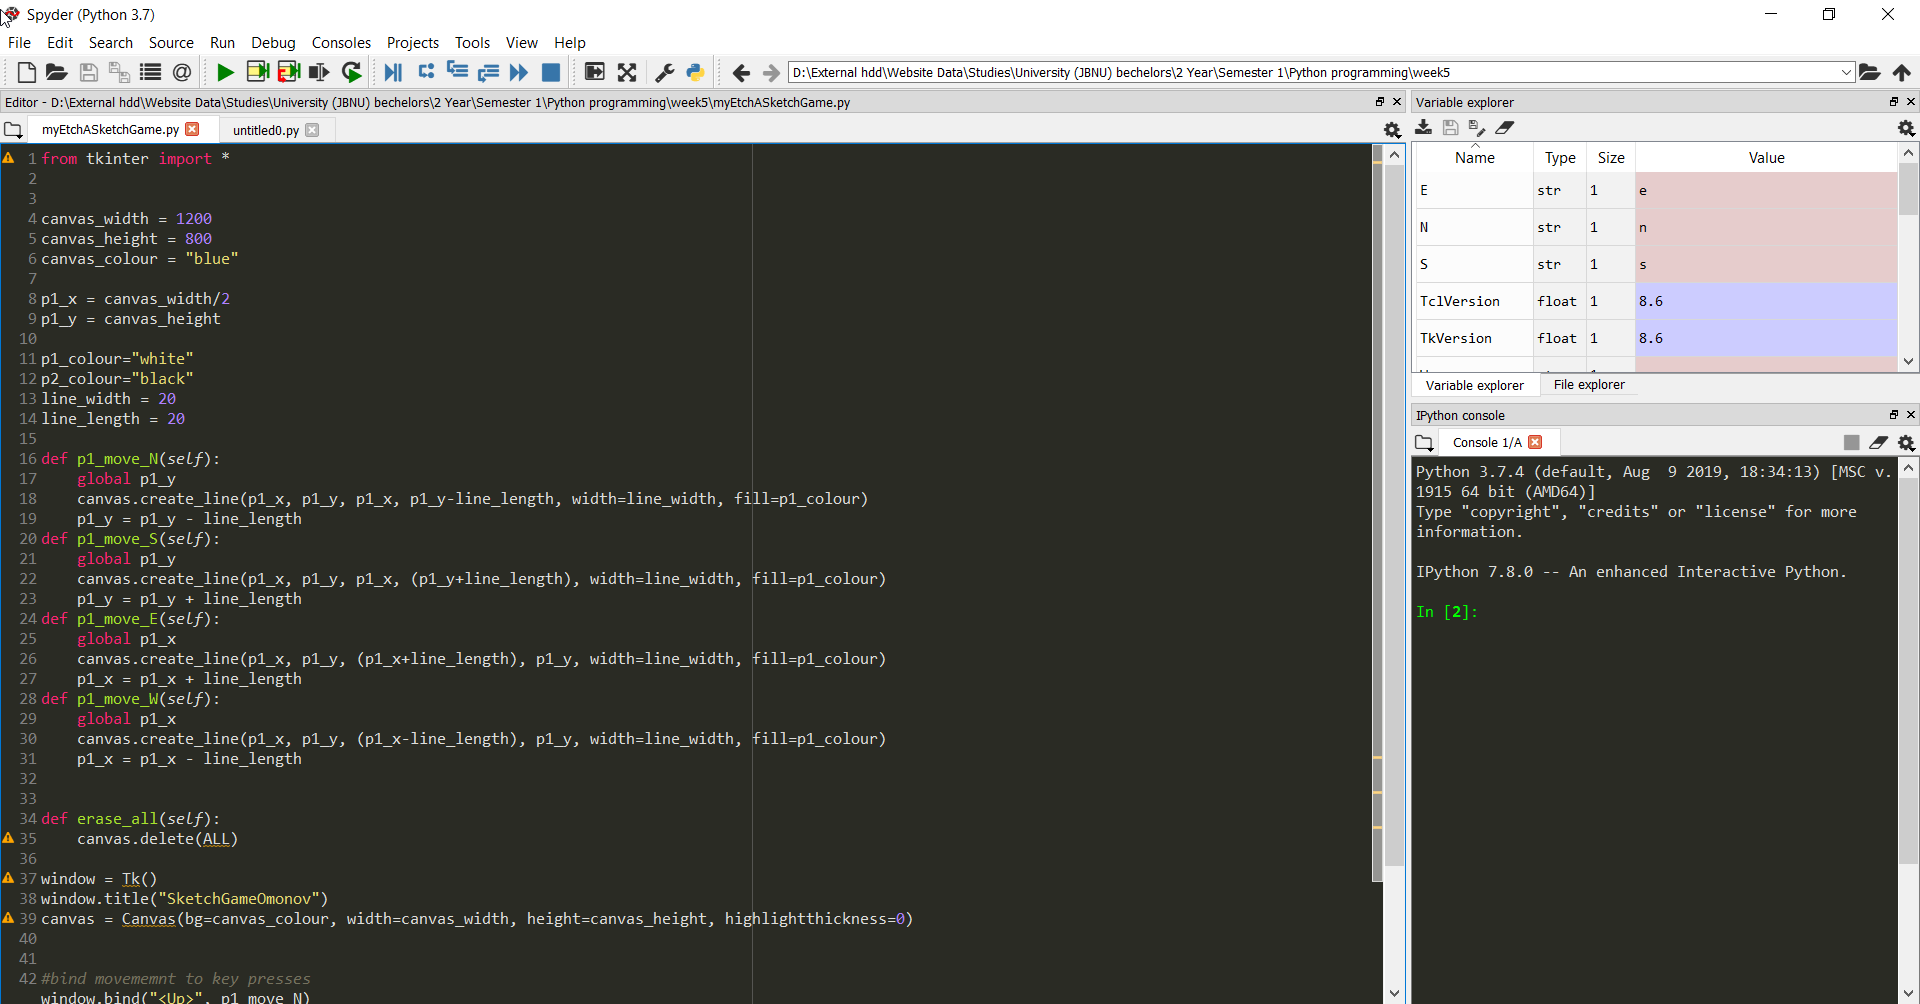 Spyder (Python 3.7)
File Edit Search Source Run Debug Consoles Projects Tools View Help
D:\External hdd\Website Data\Studies\University (JBNU) bechelors\2 Year\Semester 1\Python programming\week5
Editor - D:\External hdd\Website Data\Studies\University (JBNU) bechelors\2 Year\Semester 1\Python programming\week5\myEtchASketchGame.py
myEtchASketchGame.py untitled0.py
1 from tkinter import *
2
3
4 canvas_width = 1200
5 canvas_height = 800
6 canvas_colour = "blue"
7
8 p1_x = canvas_width/2
9 p1_y = canvas_height
10
11 p1_colour="white"
12 p2_colour="black"
13 line_width = 20
14 line_length = 20
15
16 def p1_move_N(self):
17     global p1_y
18     canvas.create_line(p1_x, p1_y, p1_x, p1_y-line_length, width=line_width, fill=p1_colour)
19     p1_y = p1_y - line_length
20 def p1_move_S(self):
21     global p1_y
22     canvas.create_line(p1_x, p1_y, p1_x, (p1_y+line_length), width=line_width, fill=p1_colour)
23     p1_y = p1_y + line_length
24 def p1_move_E(self):
25     global p1_x
26     canvas.create_line(p1_x, p1_y, (p1_x+line_length), p1_y, width=line_width, fill=p1_colour)
27     p1_x = p1_x + line_length
28 def p1_move_W(self):
29     global p1_x
30     canvas.create_line(p1_x, p1_y, (p1_x-line_length), p1_y, width=line_width, fill=p1_colour)
31     p1_x = p1_x - line_length
32
33
34 def erase_all(self):
35     canvas.delete(ALL)
36
37 window = Tk()
38 window.title("SketchGameOmonov")
39 canvas = Canvas(bg=canvas_colour, width=canvas_width, height=canvas_height, highlightthickness=0)
40
41
42 #bind movememnt to key presses
window.bind("<Up>", p1_move_N)
Variable explorer
Name Type Size Value
E str 1 e
N str 1 n
S str 1 s
TclVersion float 1 8.6
TkVersion float 1 8.6
Variable explorer File explorer
IPython console
Console 1/A
Python 3.7.4 (default, Aug  9 2019, 18:34:13) [MSC v.
1915 64 bit (AMD64)]
Type "copyright", "credits" or "license" for more
information.
IPython 7.8.0 -- An enhanced Interactive Python.
In [2]: